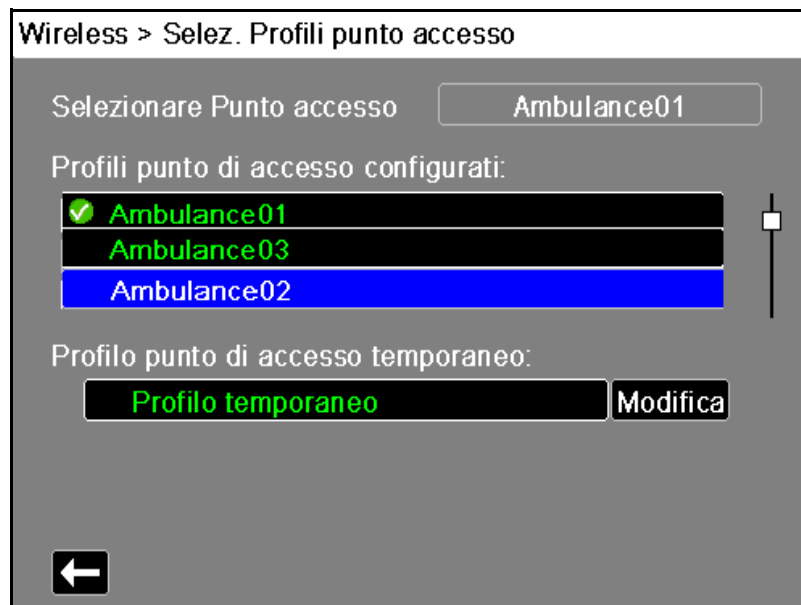 Wireless > Selez. Profili punto accesso
Selezionare Punto accesso Ambulance01
Profili punto di accesso configurati:
Ambulance01
Ambulance03
Ambulance02
Profilo punto di accesso temporaneo:
Profilo temporaneo Modifica